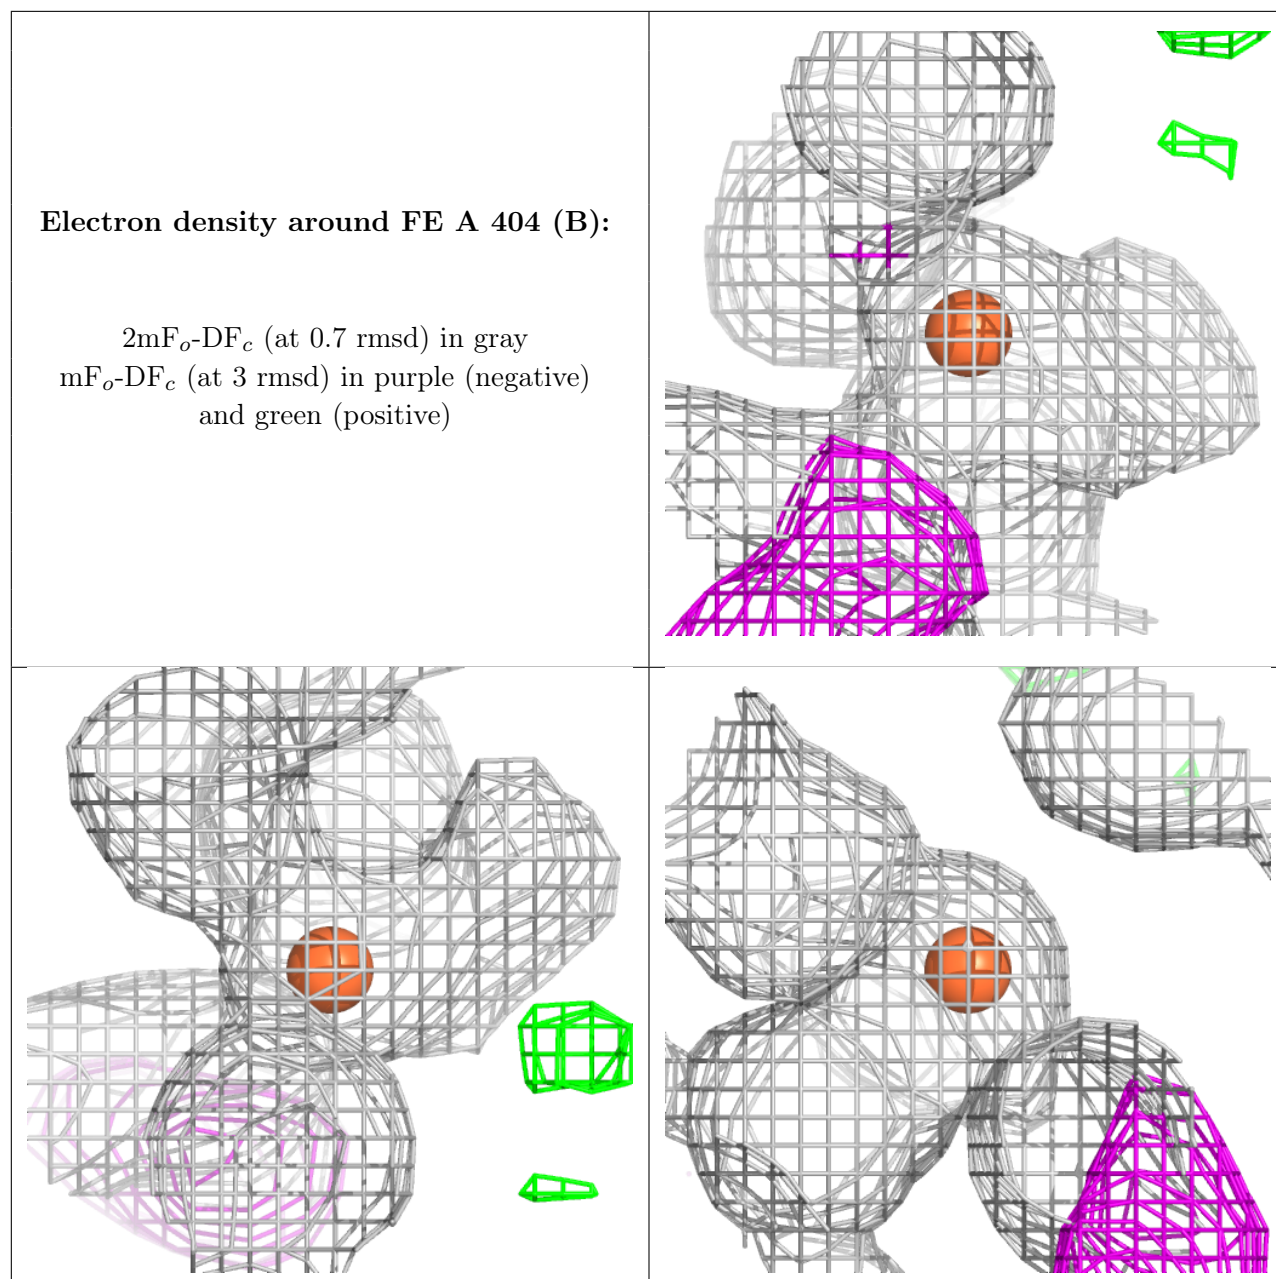 Electron density around FE A 404 (B):
2mFₒ-DF𝒸 (at 0.7 rmsd) in gray
mFₒ-DF𝒸 (at 3 rmsd) in purple (negative)
and green (positive)